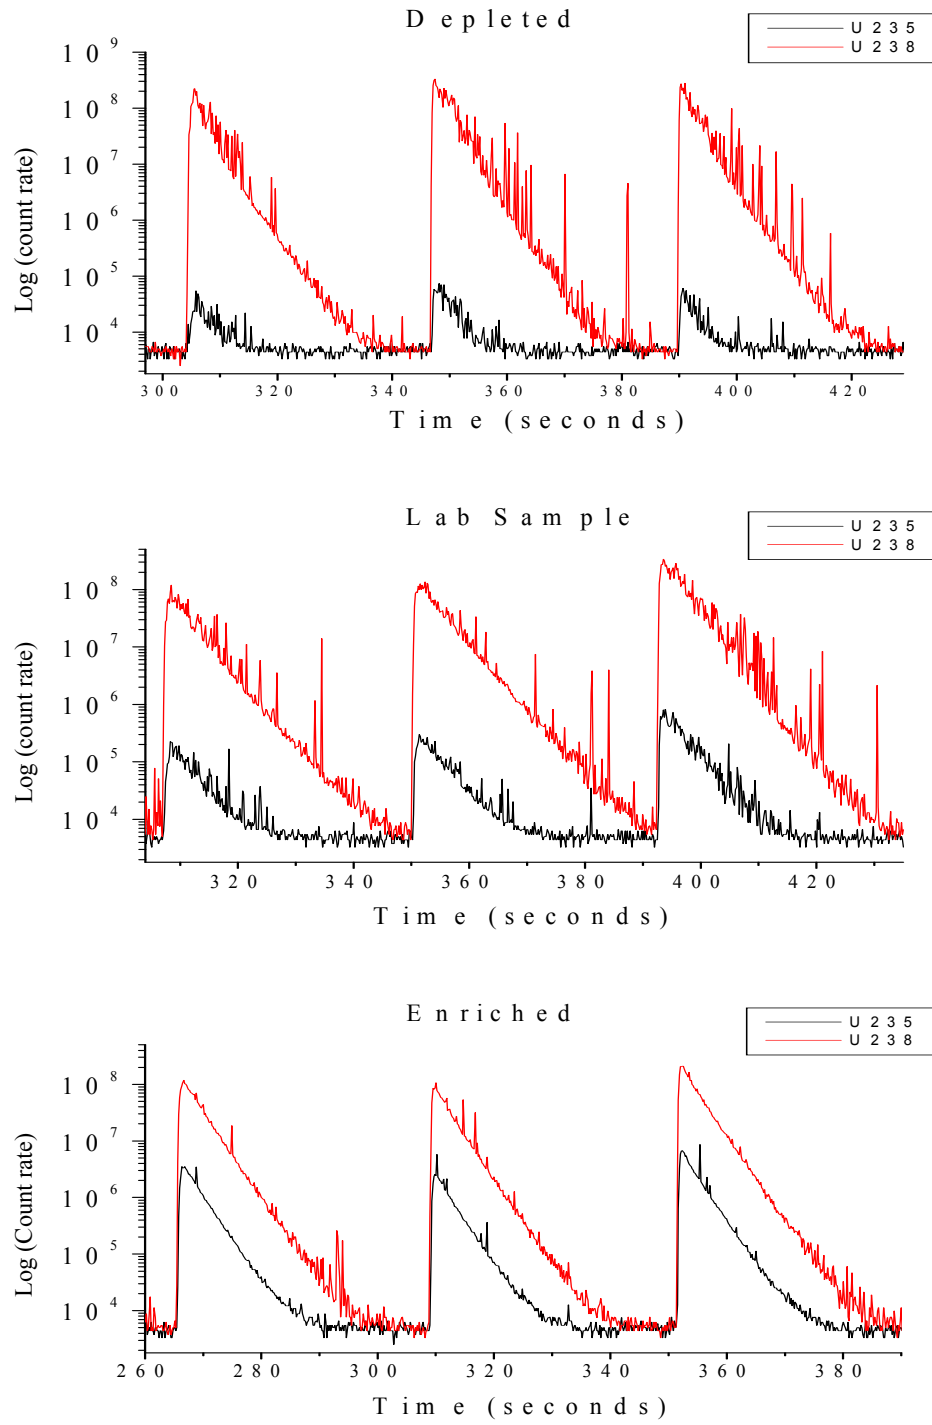 Depleted
U235
U238
Log (count rate)
10^9
10^8
10^7
10^6
10^5
10^4
300 320 340 360 380 400 420
Time (seconds)
Lab Sample
U235
U238
Log (count rate)
10^8
10^7
10^6
10^5
10^4
320 340 360 380 400 420
Time (seconds)
Enriched
U235
U238
Log (Count rate)
10^8
10^7
10^6
10^5
10^4
260 280 300 320 340 360 380
Time (seconds)